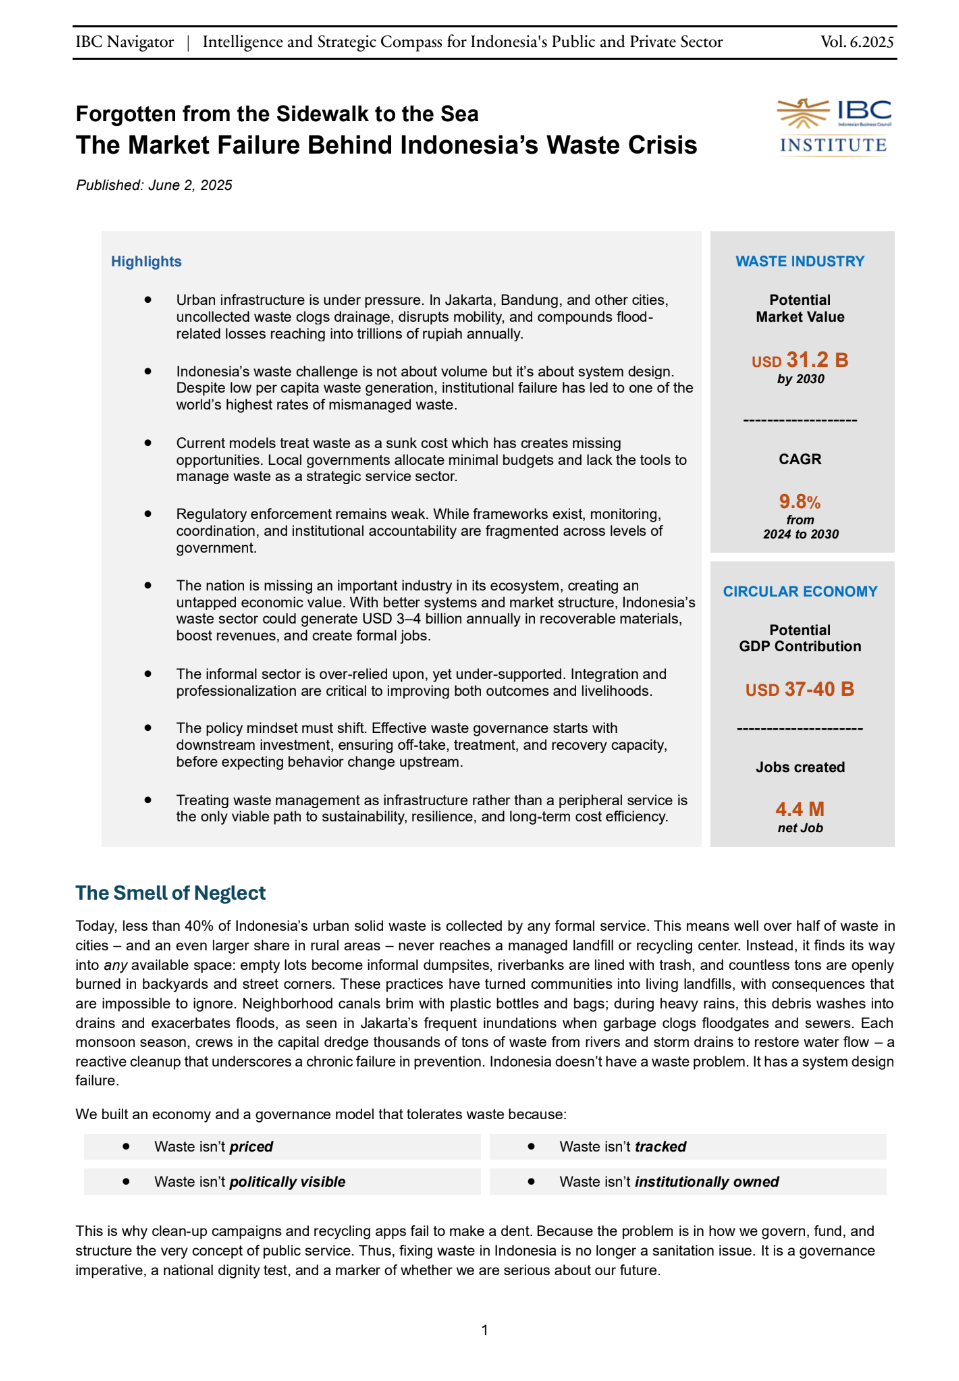 IBC Navigator | Intelligence and Strategic Compass for Indonesia's Public and Private Sector Vol. 6.2025
Forgotten from the Sidewalk to the Sea
The Market Failure Behind Indonesia's Waste Crisis
IBC
Indonesian Business Council
INSTITUTE
Published: June 2, 2025
Highlights
● Urban infrastructure is under pressure. In Jakarta, Bandung, and other cities,
uncollected waste clogs drainage, disrupts mobility, and compounds flood-
related losses reaching into trillions of rupiah annually.
● Indonesia's waste challenge is not about volume but it's about system design.
Despite low per capita waste generation, institutional failure has led to one of the
world's highest rates of mismanaged waste.
● Current models treat waste as a sunk cost which has creates missing
opportunities. Local governments allocate minimal budgets and lack the tools to
manage waste as a strategic service sector.
● Regulatory enforcement remains weak. While frameworks exist, monitoring,
coordination, and institutional accountability are fragmented across levels of
government.
● The nation is missing an important industry in its ecosystem, creating an
untapped economic value. With better systems and market structure, Indonesia's
waste sector could generate USD 3–4 billion annually in recoverable materials,
boost revenues, and create formal jobs.
● The informal sector is over-relied upon, yet under-supported. Integration and
professionalization are critical to improving both outcomes and livelihoods.
● The policy mindset must shift. Effective waste governance starts with
downstream investment, ensuring off-take, treatment, and recovery capacity,
before expecting behavior change upstream.
● Treating waste management as infrastructure rather than a peripheral service is
the only viable path to sustainability, resilience, and long-term cost efficiency.
WASTE INDUSTRY
Potential
Market Value
USD 31.2 B
by 2030
-------------------
CAGR
9.8%
from
2024 to 2030
CIRCULAR ECONOMY
Potential
GDP Contribution
USD 37-40 B
---------------------
Jobs created
4.4 M
net Job
The Smell of Neglect
Today, less than 40% of Indonesia's urban solid waste is collected by any formal service. This means well over half of waste in
cities – and an even larger share in rural areas – never reaches a managed landfill or recycling center. Instead, it finds its way
into any available space: empty lots become informal dumpsites, riverbanks are lined with trash, and countless tons are openly
burned in backyards and street corners. These practices have turned communities into living landfills, with consequences that
are impossible to ignore. Neighborhood canals brim with plastic bottles and bags; during heavy rains, this debris washes into
drains and exacerbates floods, as seen in Jakarta's frequent inundations when garbage clogs floodgates and sewers. Each
monsoon season, crews in the capital dredge thousands of tons of waste from rivers and storm drains to restore water flow – a
reactive cleanup that underscores a chronic failure in prevention. Indonesia doesn't have a waste problem. It has a system design
failure.
We built an economy and a governance model that tolerates waste because:
● Waste isn't priced
● Waste isn't tracked
● Waste isn't politically visible
● Waste isn't institutionally owned
This is why clean-up campaigns and recycling apps fail to make a dent. Because the problem is in how we govern, fund, and
structure the very concept of public service. Thus, fixing waste in Indonesia is no longer a sanitation issue. It is a governance
imperative, a national dignity test, and a marker of whether we are serious about our future.
1